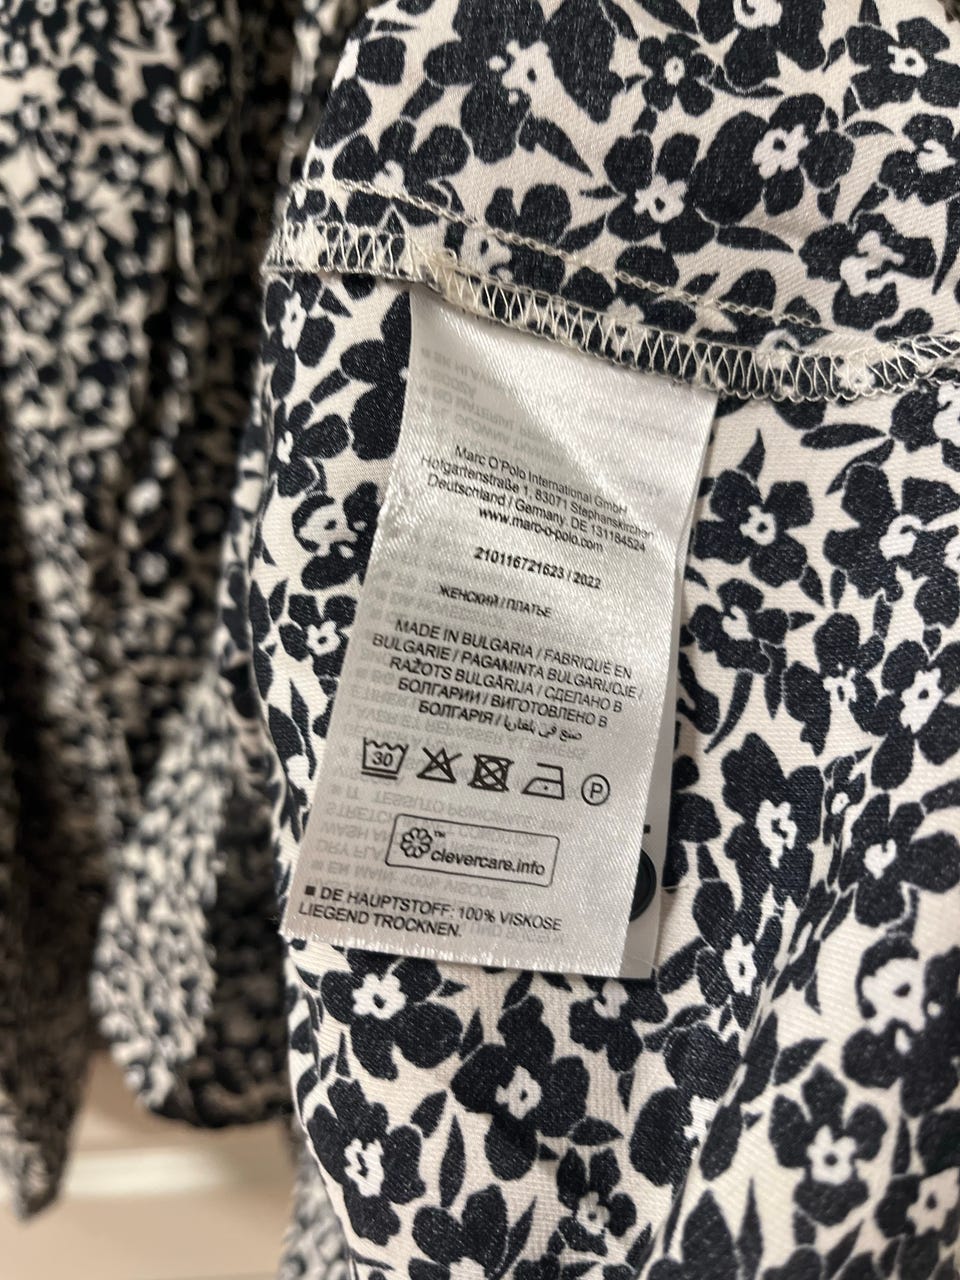 Marc O'Polo International GmbH
Hofgartenstraße 1, 83071 Stephanskirchen
Deutschland / Germany. DE 131184524
www.marc-o-polo.com
210116721623 / 2022
ЖЕНСКИЙ / ПЛАТЬЕ
MADE IN BULGARIA / FABRIQUÉ EN
BULGARIE / PAGAMINTA BULGARIJOJE /
RAŽOTS BULGĀRIJA / СДЕЛАНО В
БОЛГАРИИ / ВИГОТОВЛЕНО В
БОЛГАРІЯ / صنع في بلغاريا
30 P
™
clevercare.info
■ DE HAUPTSTOFF: 100% VISKOSE
LIEGEND TROCKNEN.